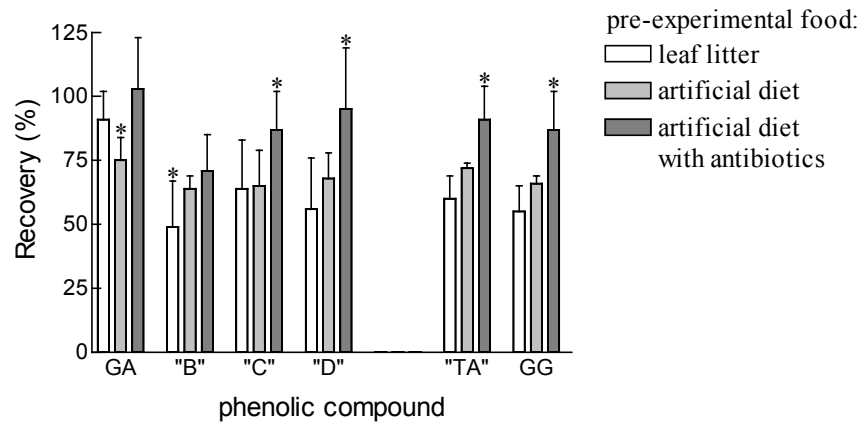 pre-experimental food:
leaf litter
artificial diet
artificial diet
with antibiotics
Recovery (%)
125
100
75
50
25
0
*
*
*
*
*
*
GA "B" "C" "D" "TA" GG
phenolic compound